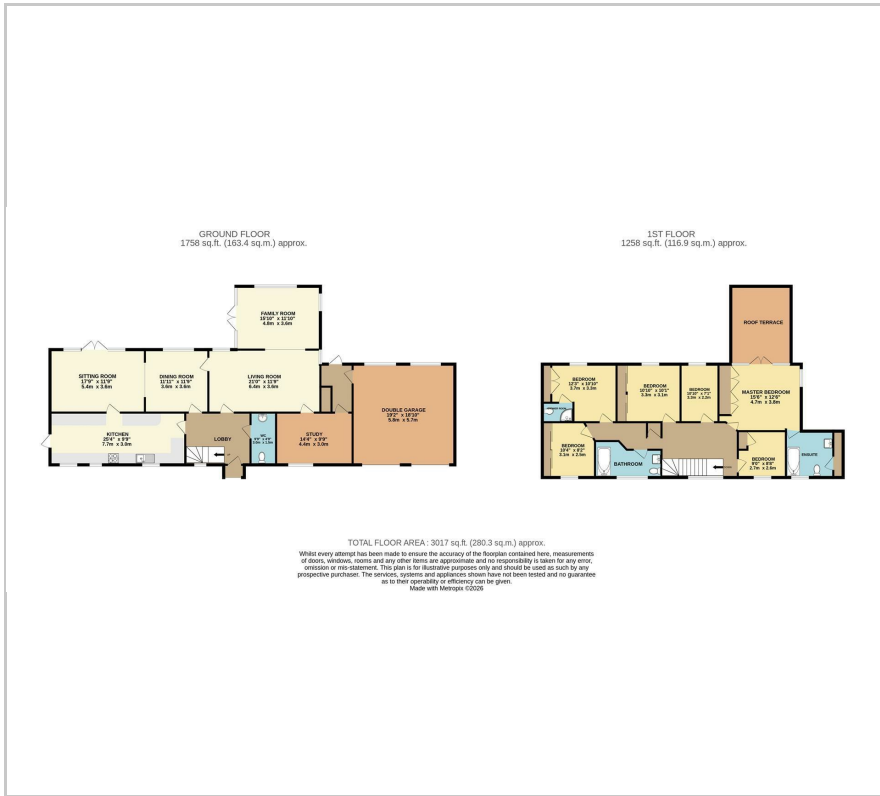 GROUND FLOOR
1758 sq.ft. (163.4 sq.m.) approx.
FAMILY ROOM
15'10" x 11'10"
4.8m x 3.6m
SITTING ROOM
17'9" x 11'9"
5.4m x 3.6m
DINING ROOM
11'11" x 11'9"
3.6m x 3.6m
LIVING ROOM
21'0" x 11'9"
6.4m x 3.6m
DOUBLE GARAGE
19'2" x 18'10"
5.8m x 5.7m
KITCHEN
25'4" x 9'9"
7.7m x 3.0m
LOBBY
WC
STUDY
14'4" x 9'9"
4.4m x 3.0m
1ST FLOOR
1258 sq.ft. (116.9 sq.m.) approx.
ROOF TERRACE
BEDROOM
12'3" x 10'10"
3.7m x 3.3m
BEDROOM
10'10" x 10'1"
3.3m x 3.1m
BEDROOM
10'10" x 7'3"
3.3m x 2.2m
MASTER BEDROOM
15'6" x 12'6"
4.7m x 3.8m
BEDROOM
10'4" x 8'2"
3.1m x 2.5m
BATHROOM
BEDROOM
9'0" x 8'8"
2.7m x 2.6m
ENSUITE
TOTAL FLOOR AREA : 3017 sq.ft. (280.3 sq.m.) approx.
Whilst every attempt has been made to ensure the accuracy of the floorplan contained here, measurements
of doors, windows, rooms and any other items are approximate and no responsibility is taken for any error,
omission or mis-statement. This plan is for illustrative purposes only and should be used as such by any
prospective purchaser. The services, systems and appliances shown have not been tested and no guarantee
as to their operability or efficiency can be given.
Made with Metropix ©2026